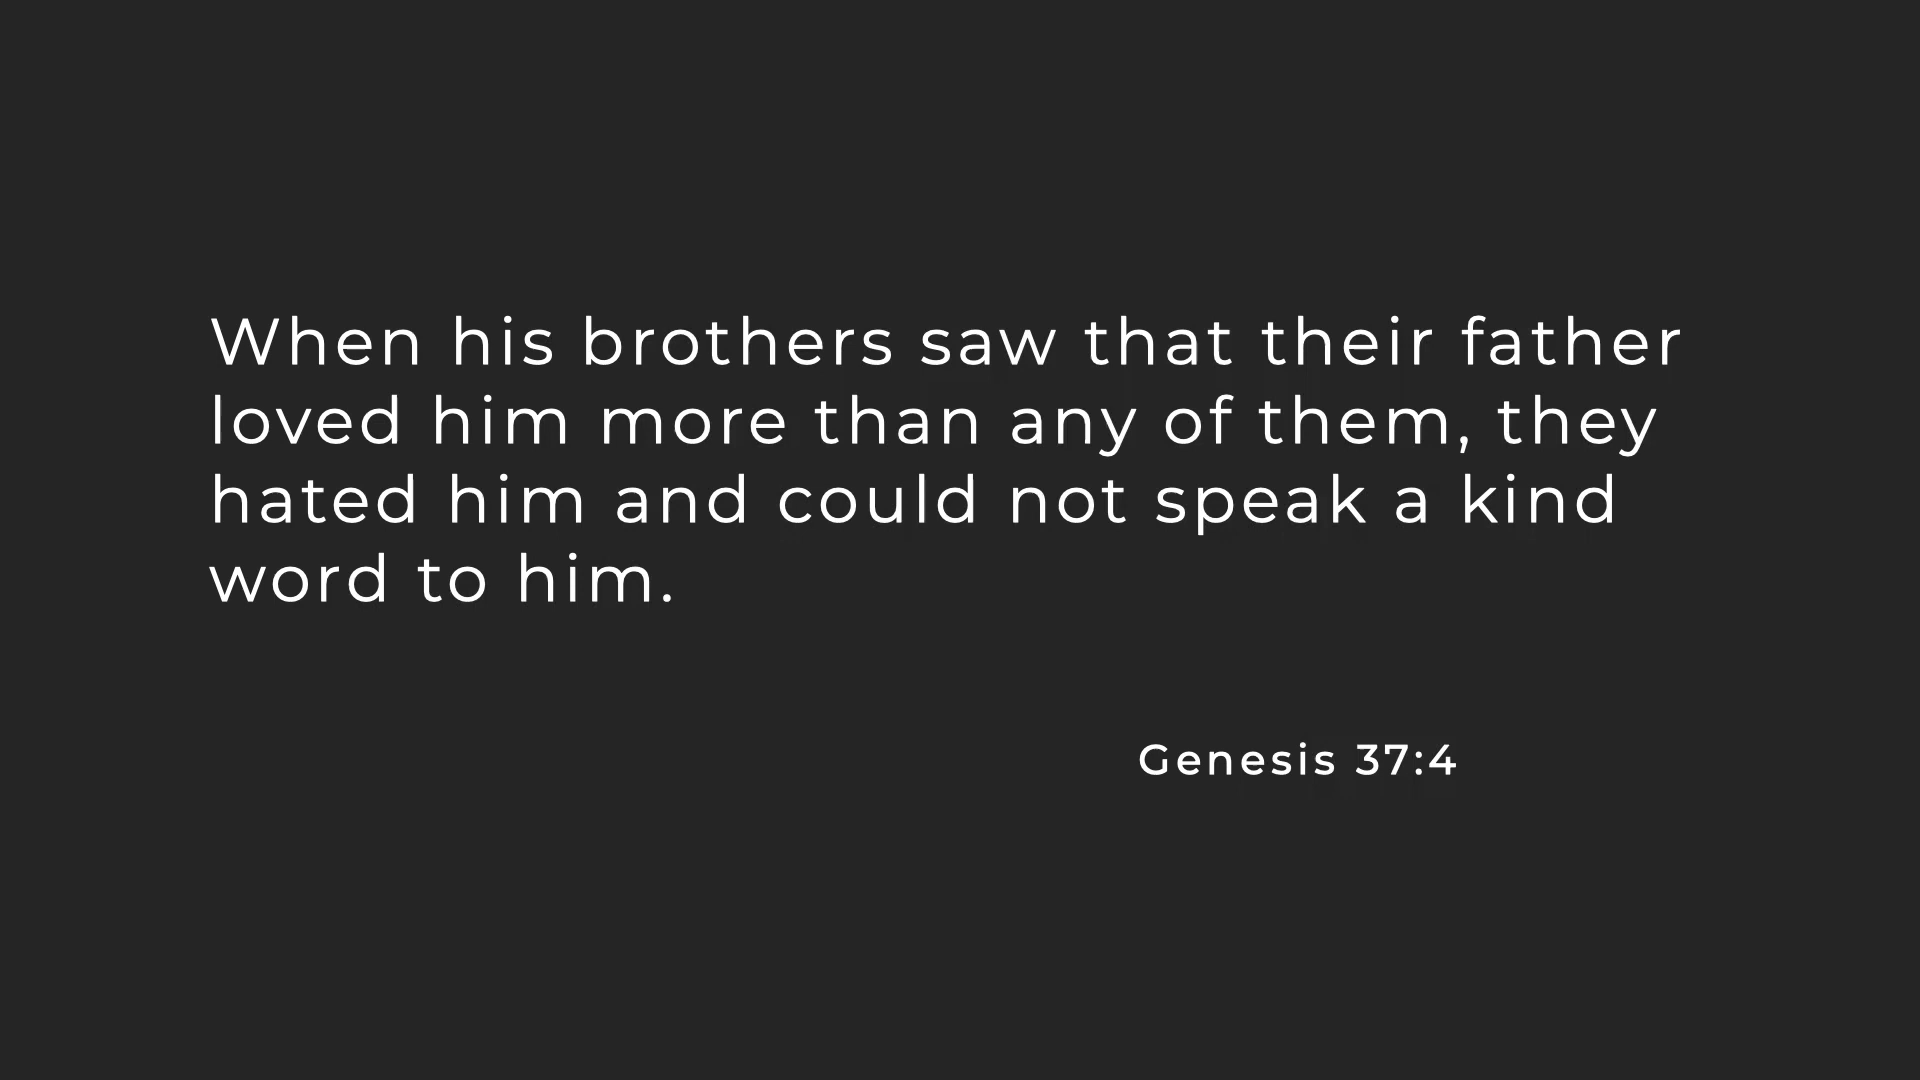 When his brothers saw that their father
loved him more than any of them, they
hated him and could not speak a kind
word to him.
Genesis 37:4